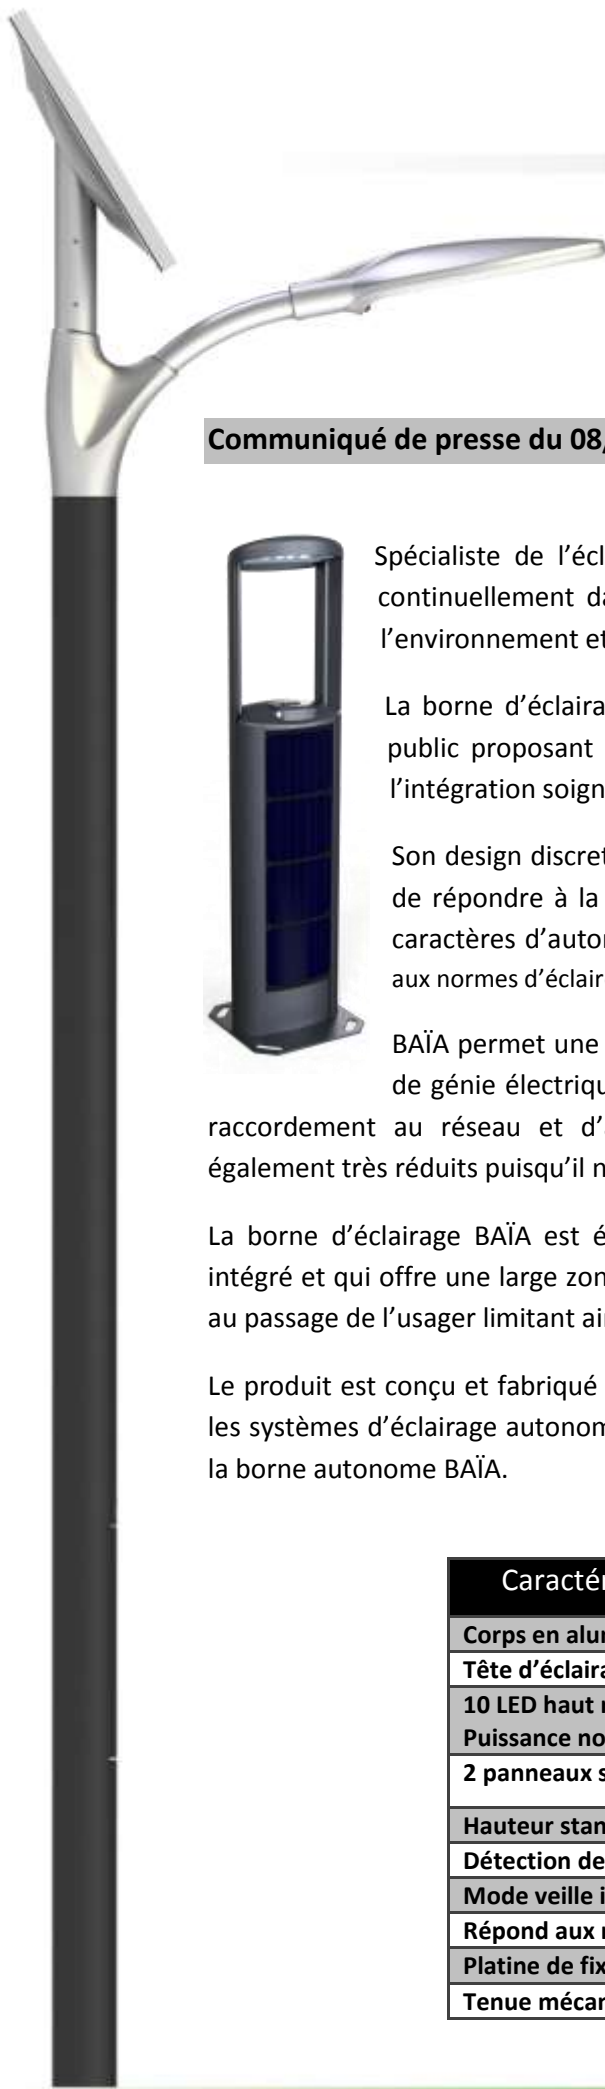 Communiqué de presse du 08/
Spécialiste de l’écl
continuellement da
l’environnement et
La borne d’éclaira
public proposant
l’intégration soign
Son design discret
de répondre à la
caractères d’auton
aux normes d’éclair
BAÏA permet une
de génie électriqu
raccordement au réseau et d’a
également très réduits puisqu’il n
La borne d’éclairage BAÏA est é
intégré et qui offre une large zon
au passage de l’usager limitant ain
Le produit est conçu et fabriqué
les systèmes d’éclairage autonom
la borne autonome BAÏA.
Caractér
Corps en alum
Tête d’éclaira
10 LED haut r
Puissance no
2 panneaux s
Hauteur stan
Détection de
Mode veille i
Répond aux n
Platine de fix
Tenue mécan